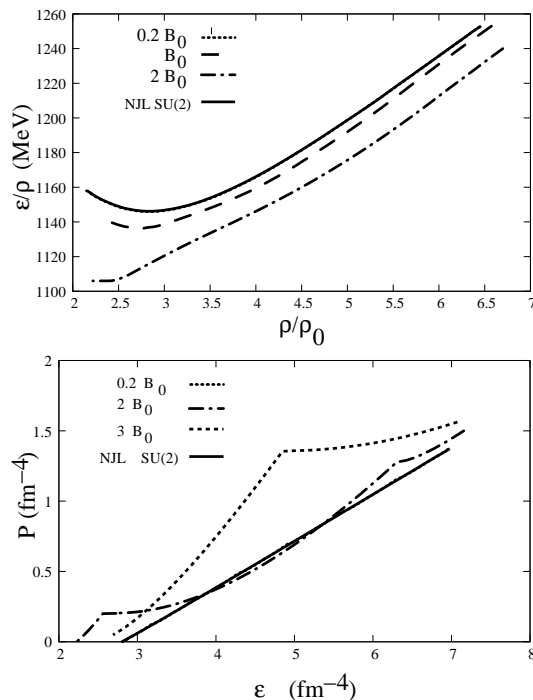 1260
1240
1220
1200
1180
1160
1140
1120
1100
ε/ρ (MeV)
0.2 B₀
B₀
2 B₀
NJL SU(2)
2 2.5 3 3.5 4 4.5 5 5.5 6 6.5 7
ρ/ρ₀
2
1.5
1
0.5
0
P (fm⁻⁴)
0.2 B₀
2 B₀
3 B₀
NJL SU(2)
2 3 4 5 6 7 8
ε (fm⁻⁴)